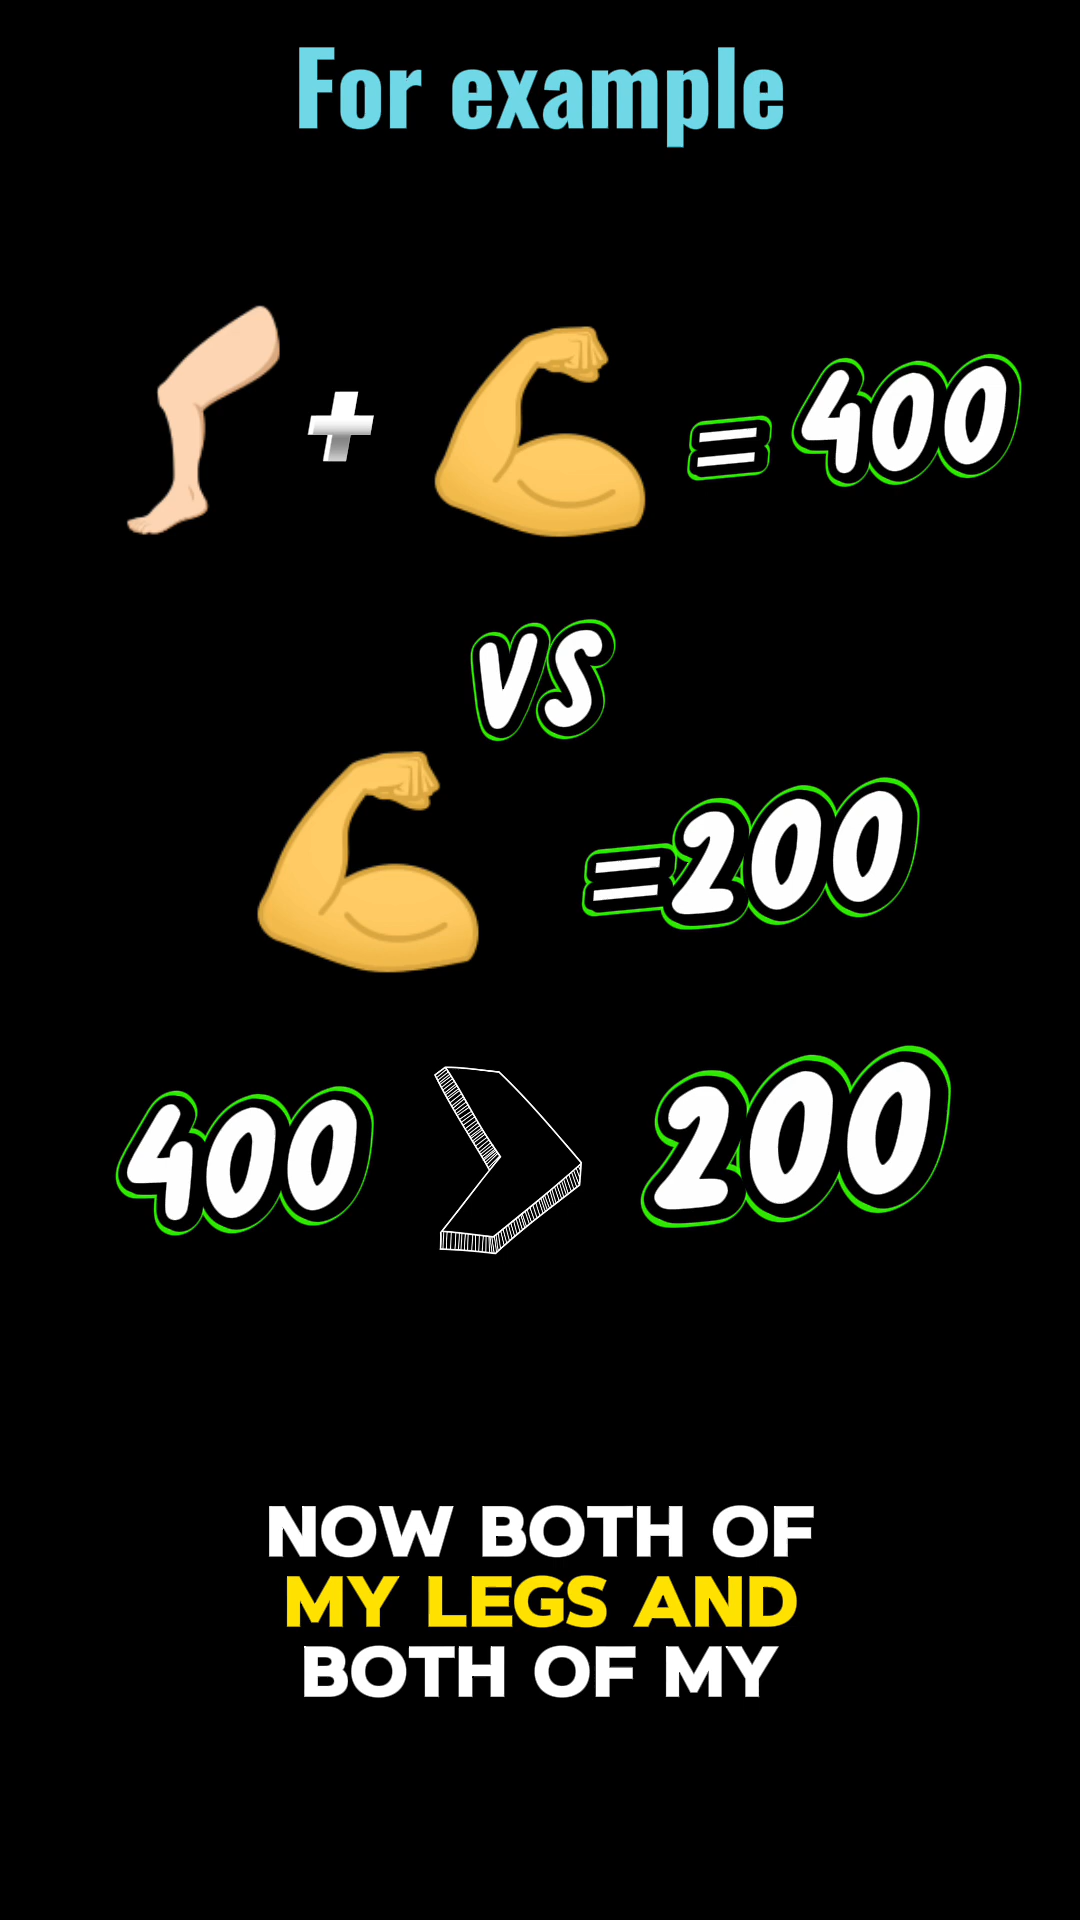 For example
+ = 400
VS
=200
400 > 200
NOW BOTH OF
MY LEGS AND
BOTH OF MY